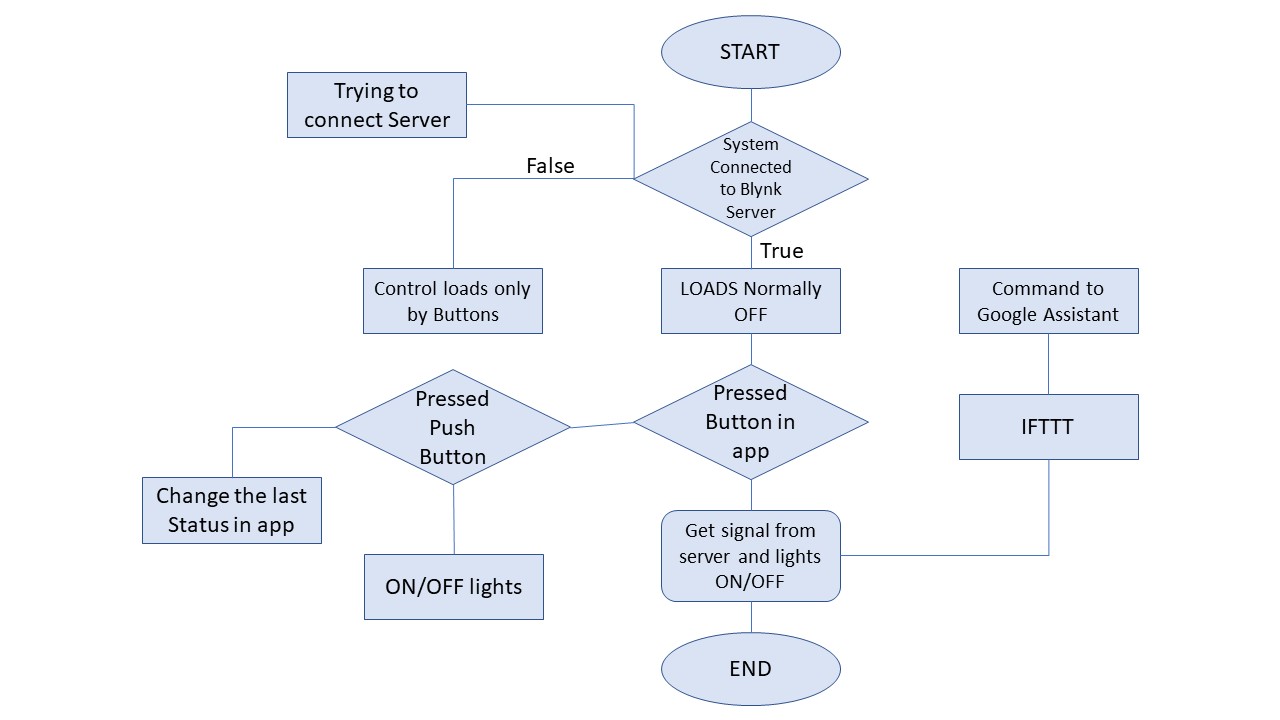 START
Trying to
connect Server
System
Connected
to Blynk
Server
False
True
Control loads only
by Buttons
LOADS Normally
OFF
Command to
Google Assistant
Pressed
Push
Button
Pressed
Button in
app
IFTTT
Change the last
Status in app
ON/OFF lights
Get signal from
server and lights
ON/OFF
END